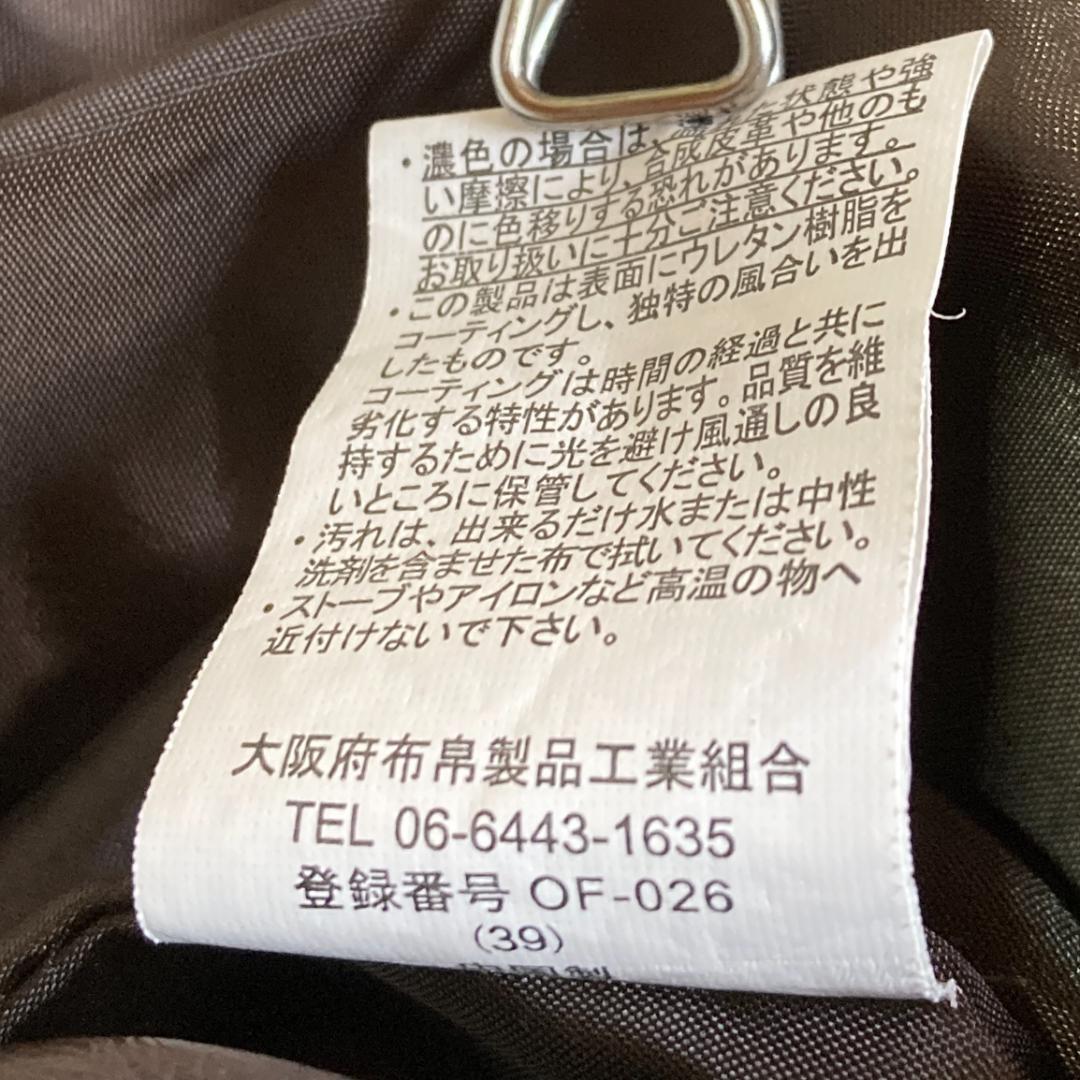 ・濃色の場合は、濡れた状態や強
い摩擦により、合成皮革や他のも
のに色移りする恐れがあります。
お取り扱いに十分ご注意ください。
・この製品は表面にウレタン樹脂を
コーティングし、独特の風合いを出
したものです。
コーティングは時間の経過と共に
劣化する特性があります。品質を維
持するために光を避け風通しの良
いところに保管してください。
・汚れは、出来るだけ水または中性
洗剤を含ませた布で拭いてください。
・ストーブやアイロンなど高温の物へ
近付けないで下さい。
大阪府布帛製品工業組合
TEL 06-6443-1635
登録番号 OF-026
(39)
中国製